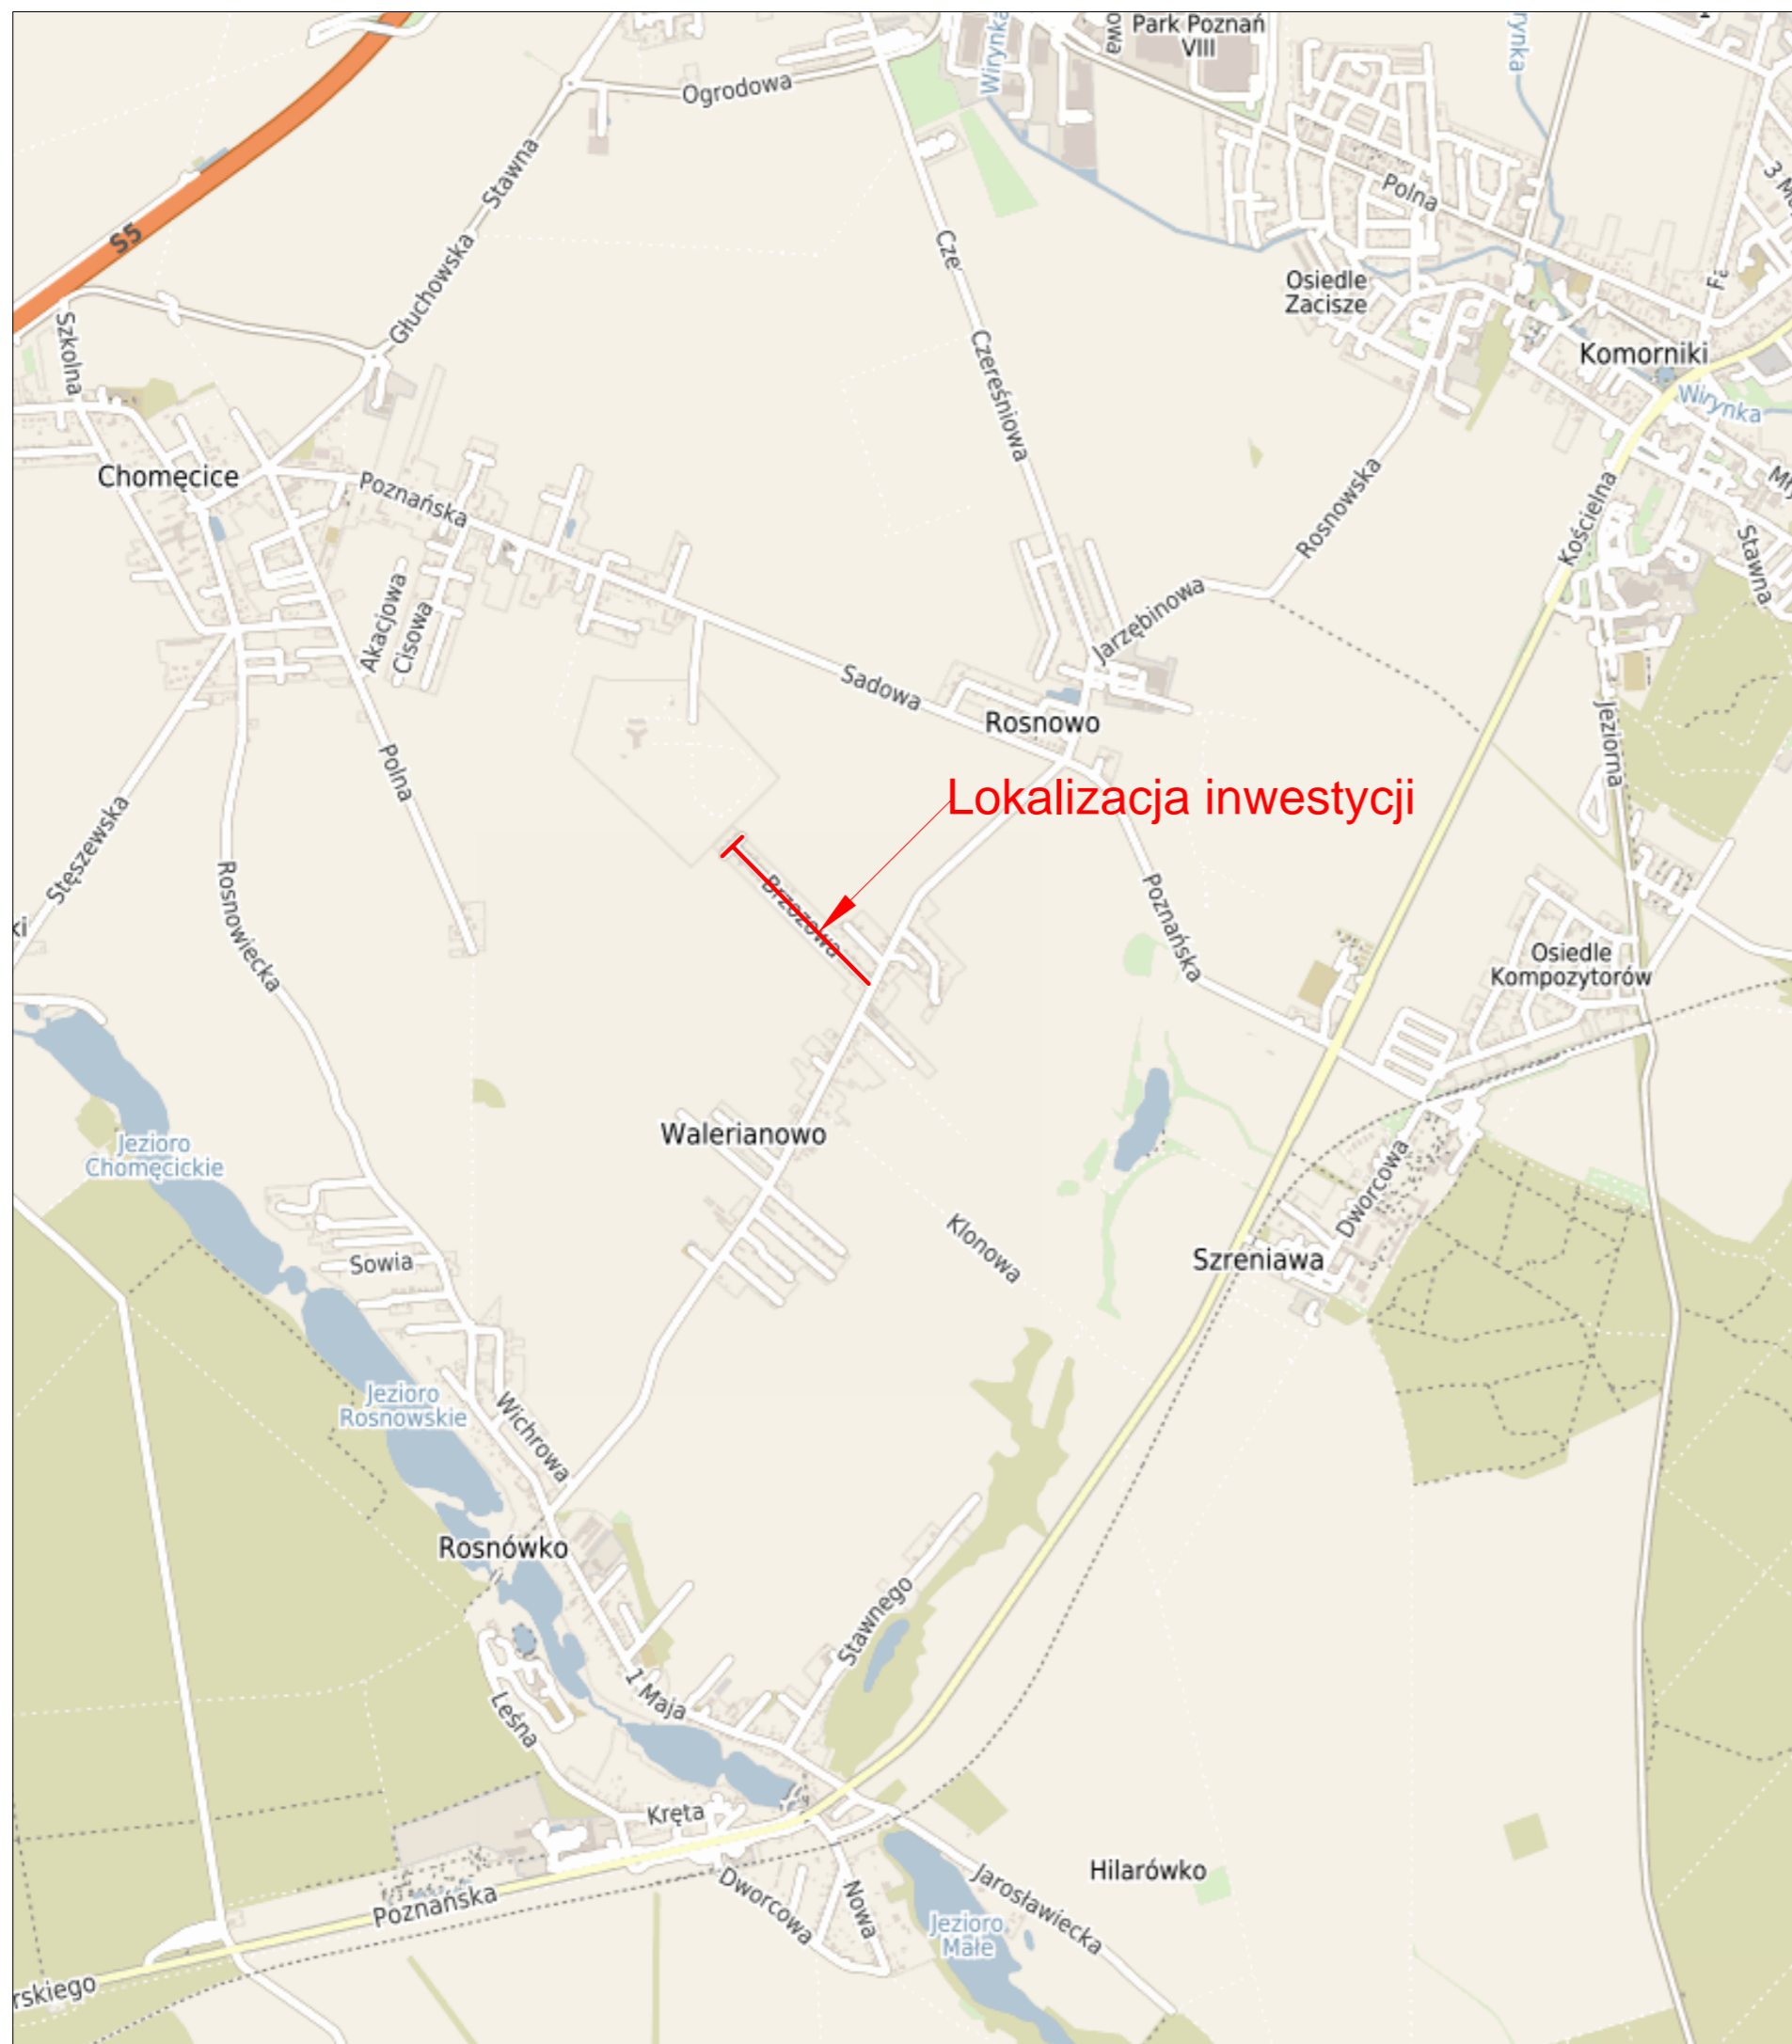 Park Poznań
VIII
Wirynka
Ogrodowa
Stawna
Polna
S5
Cze
Głuchowska
Osiedle
Zacisze
Szkolna
Czereśniowa
Komorniki
Wirynka
Chomęcice
Poznańska
Rosnowska
Kościelna
Stawna
Akacjowa
Cisowa
Jarzębinowa
Sadowa
Rosnowo
Jeziorna
Polna
Lokalizacja inwestycji
Stęszewska
Rosnowiecka
Brzozowa
Poznańska
Osiedle
Kompozytorów
Walerianowo
Jezioro
Chomęcickie
Dworcowa
Klonowa
Szreniawa
Sowia
Jezioro
Rosnowskie
Wichrowa
Rosnówko
Stawnego
1 Maja
Leśna
Kręta
Hilarówko
Poznańska
Dworcowa
Nowa
Jarosławiecka
Jezioro
Małe
rskiego